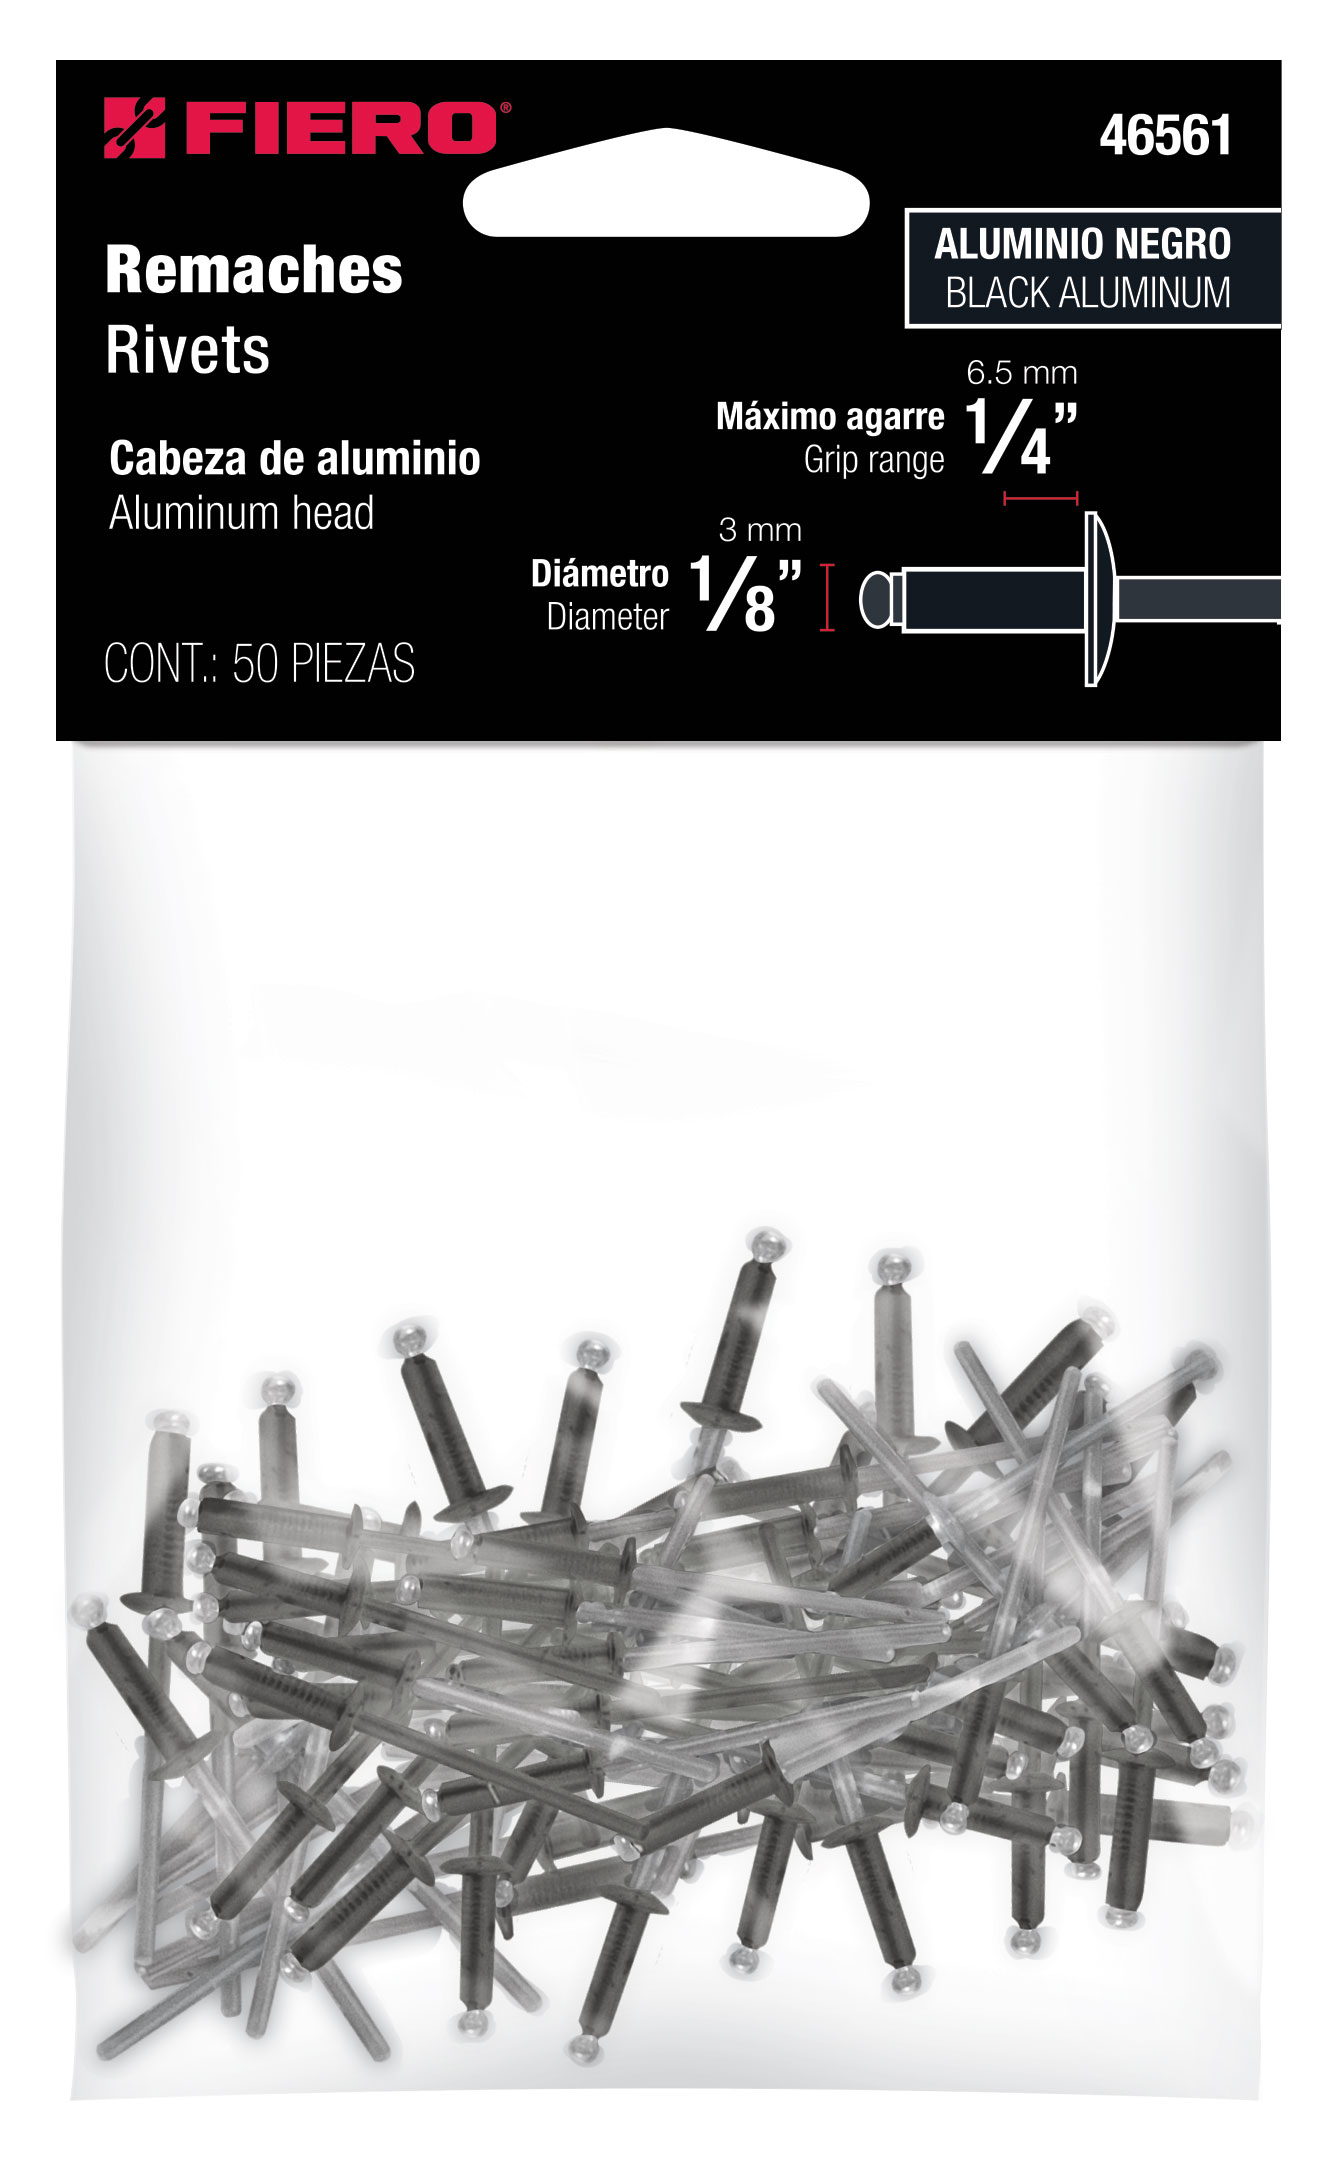 FIERO®
46561
ALUMINIO NEGRO
BLACK ALUMINUM
Remaches
Rivets
Cabeza de aluminio
Aluminum head
6.5 mm
Máximo agarre 1/4”
Grip range
3 mm
Diámetro 1/8”
Diameter
CONT.: 50 PIEZAS